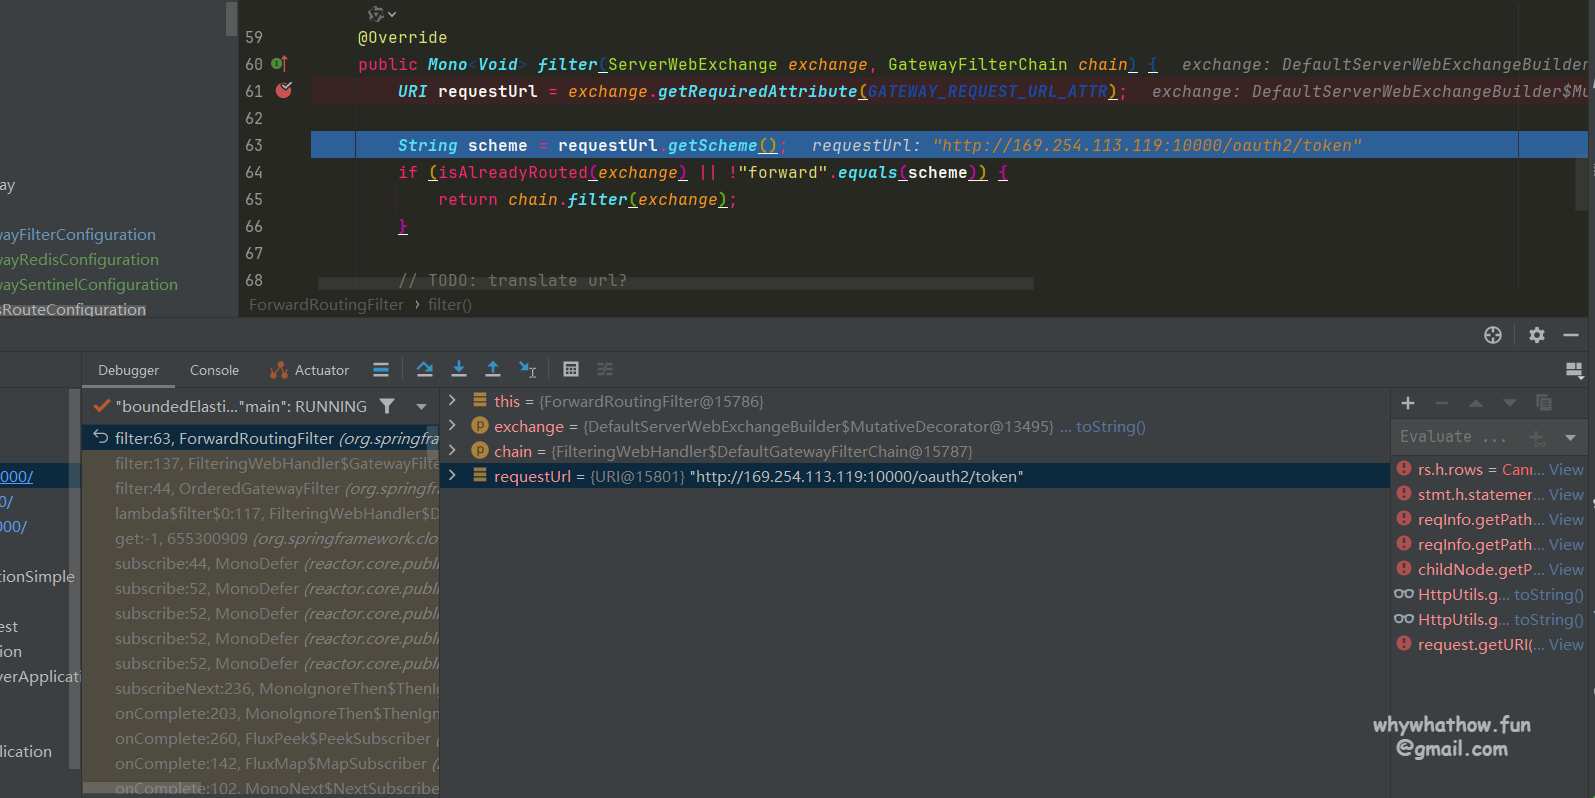 59 @Override
60 public Mono<Void> filter(ServerWebExchange exchange, GatewayFilterChain chain) { exchange: DefaultServerWebExchangeBuilder
61 URI requestUrl = exchange.getRequiredAttribute(GATEWAY_REQUEST_URL_ATTR); exchange: DefaultServerWebExchangeBuilder$Mu
62
63 String scheme = requestUrl.getScheme(); requestUrl: "http://169.254.113.119:10000/oauth2/token"
64 if (isAlreadyRouted(exchange) || !"forward".equals(scheme)) {
65 return chain.filter(exchange);
66 }
67
68 // TODO: translate url?
ay
wayFilterConfiguration
wayRedisConfiguration
waySentinelConfiguration
sRouteConfiguration
ForwardRoutingFilter › filter()
Debugger Console Actuator
"boundedElasti..."main": RUNNING
filter:63, ForwardRoutingFilter (org.springfra
filter:137, FilteringWebHandler$GatewayFilte
filter:44, OrderedGatewayFilter (org.springfr
lambda$filter$0:117, FilteringWebHandler$D
get:-1, 655300909 (org.springframework.clo
subscribe:44, MonoDefer (reactor.core.publ
subscribe:52, MonoDefer (reactor.core.publ
subscribe:52, MonoDefer (reactor.core.publ
subscribe:52, MonoDefer (reactor.core.publ
subscribe:52, MonoDefer (reactor.core.publ
subscribeNext:236, MonoIgnoreThen$ThenIg
onComplete:203, MonoIgnoreThen$ThenIgn
onComplete:260, FluxPeek$PeekSubscriber (
onComplete:142, FluxMap$MapSubscriber (
onComplete:102, MonoNext$NextSubscribe
000/
0/
000/
tionSimple
est
ion
verApplicati
lication
this = {ForwardRoutingFilter@15786}
exchange = {DefaultServerWebExchangeBuilder$MutativeDecorator@13495} ... toString()
chain = {FilteringWebHandler$DefaultGatewayFilterChain@15787}
requestUrl = {URI@15801} "http://169.254.113.119:10000/oauth2/token"
Evaluate ...
rs.h.rows = Cann... View
stmt.h.statemer... View
reqInfo.getPath... View
reqInfo.getPath... View
childNode.getP... View
HttpUtils.g... toString()
HttpUtils.g... toString()
request.getURI(... View
whywhathow.fun
@gmail.com